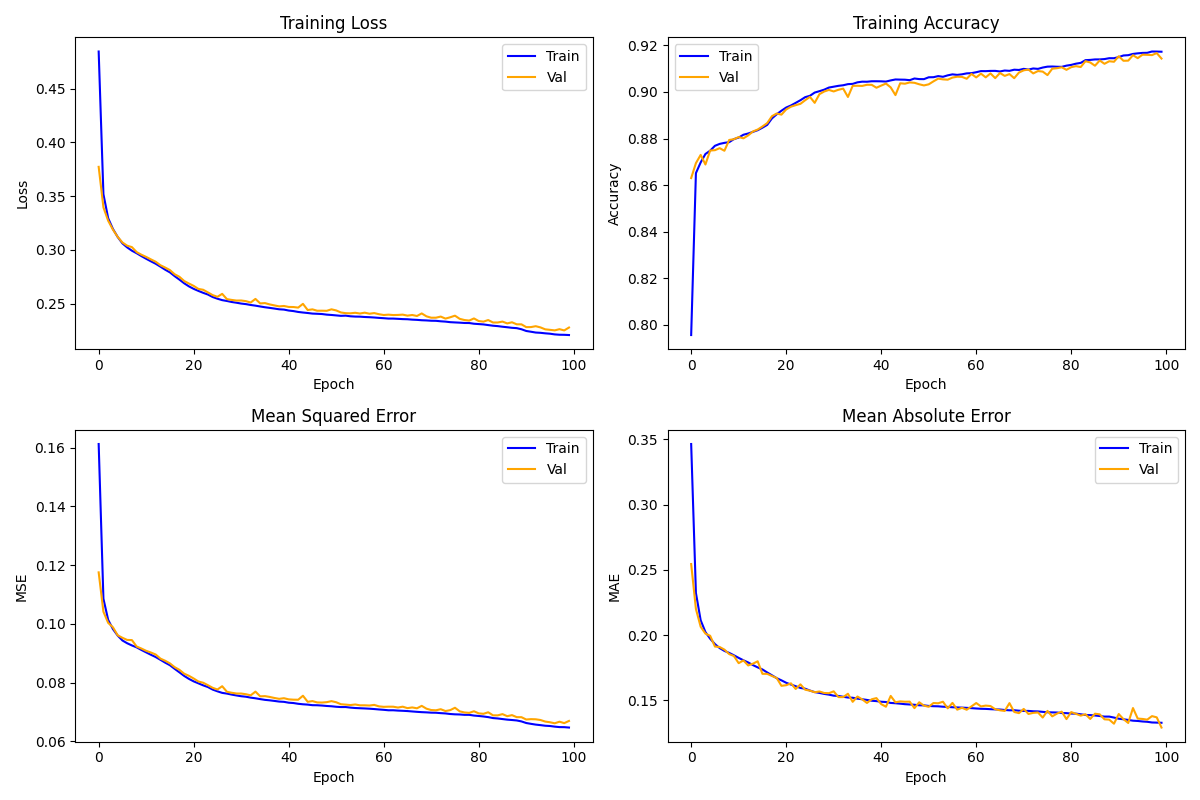 Training Loss
Train
Val
0.45
0.40
0.35
0.30
0.25
Loss
0 20 40 60 80 100
Epoch
Training Accuracy
Train
Val
0.92
0.90
0.88
0.86
0.84
0.82
0.80
Accuracy
0 20 40 60 80 100
Epoch
Mean Squared Error
Train
Val
0.16
0.14
0.12
0.10
0.08
0.06
MSE
0 20 40 60 80 100
Epoch
Mean Absolute Error
Train
Val
0.35
0.30
0.25
0.20
0.15
MAE
0 20 40 60 80 100
Epoch